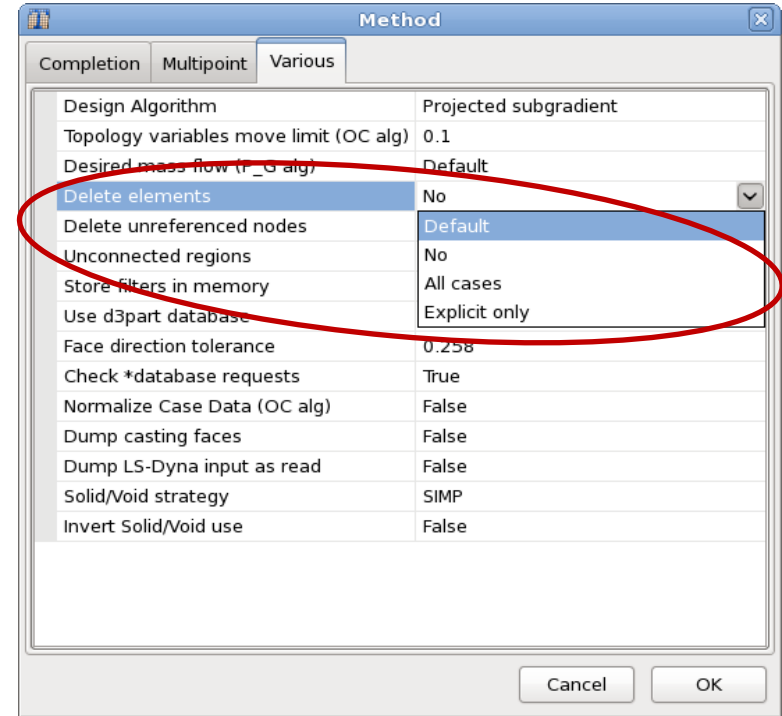 Method
Completion Multipoint Various
Design Algorithm Projected subgradient
Topology variables move limit (OC alg) 0.1
Desired mass flow (P_G alg) Default
Delete elements No
Delete unreferenced nodes Default
Unconnected regions No
Store filters in memory All cases
Use d3part database Explicit only
Face direction tolerance 0.258
Check *database requests True
Normalize Case Data (OC alg) False
Dump casting faces False
Dump LS-Dyna input as read False
Solid/Void strategy SIMP
Invert Solid/Void use False
Cancel OK